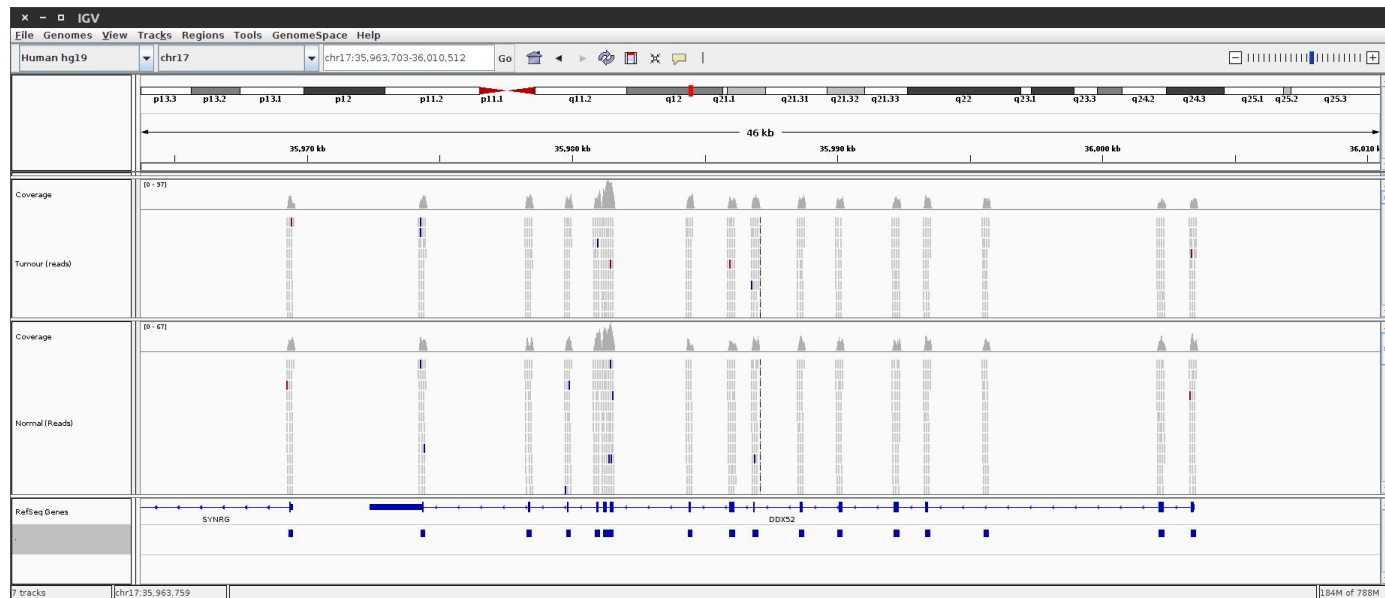 × – □ IGV
File Genomes View Tracks Regions Tools GenomeSpace Help
Human hg19 chr17 chr17:35,963,703-36,010,512 Go
p13.3 p13.2 p13.1 p12 p11.2 p11.1 q11.2 q12 q21.1 q21.31 q21.32 q21.33 q22 q23.1 q23.3 q24.2 q24.3 q25.1 q25.2 q25.3
46 kb
35,970 kb 35,980 kb 35,990 kb 36,000 kb 36,010 k
[0 - 97]
Coverage
Tumour (reads)
[0 - 67]
Coverage
Normal (Reads)
RefSeq Genes
SYNRG DDX52
7 tracks chr17:35,963,759 184M of 788M